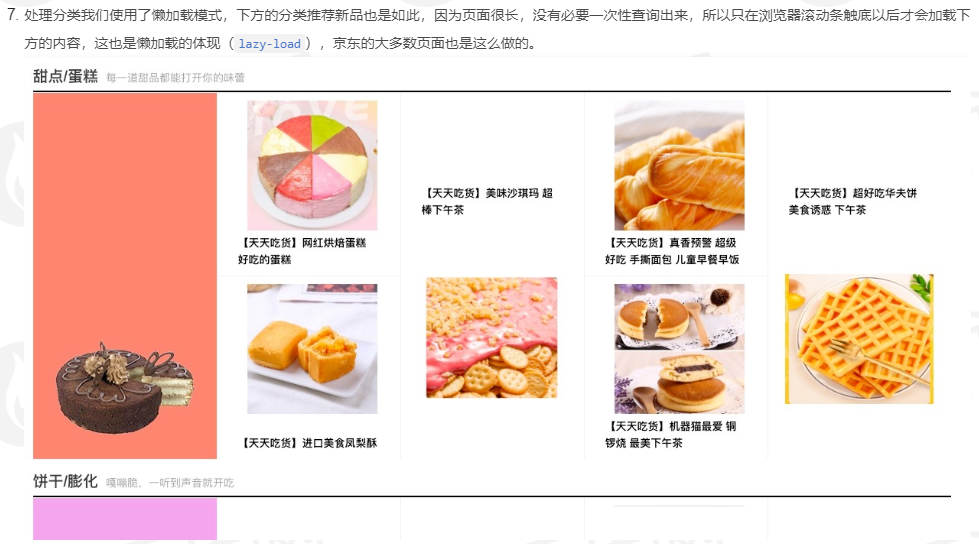 7. 处理分类我们使用了懒加载模式，下方的分类推荐新品也是如此，因为页面很长，没有必要一次性查询出来，所以只在浏览器滚动条触底以后才会加载下
方的内容，这也是懒加载的体现（lazy-load），京东的大多数页面也是这么做的。
甜点/蛋糕 每一道甜品都能打开你的味蕾
【天天吃货】网红烘焙蛋糕
好吃的蛋糕
【天天吃货】美味沙琪玛 超
棒下午茶
【天天吃货】真香预警 超级
好吃 手撕面包 儿童早餐早饭
【天天吃货】超好吃华夫饼
美食诱惑 下午茶
【天天吃货】进口美食凤梨酥
【天天吃货】机器猫最爱 铜
锣烧 最美下午茶
饼干/膨化 嘎嘣脆，一听到声音就开吃